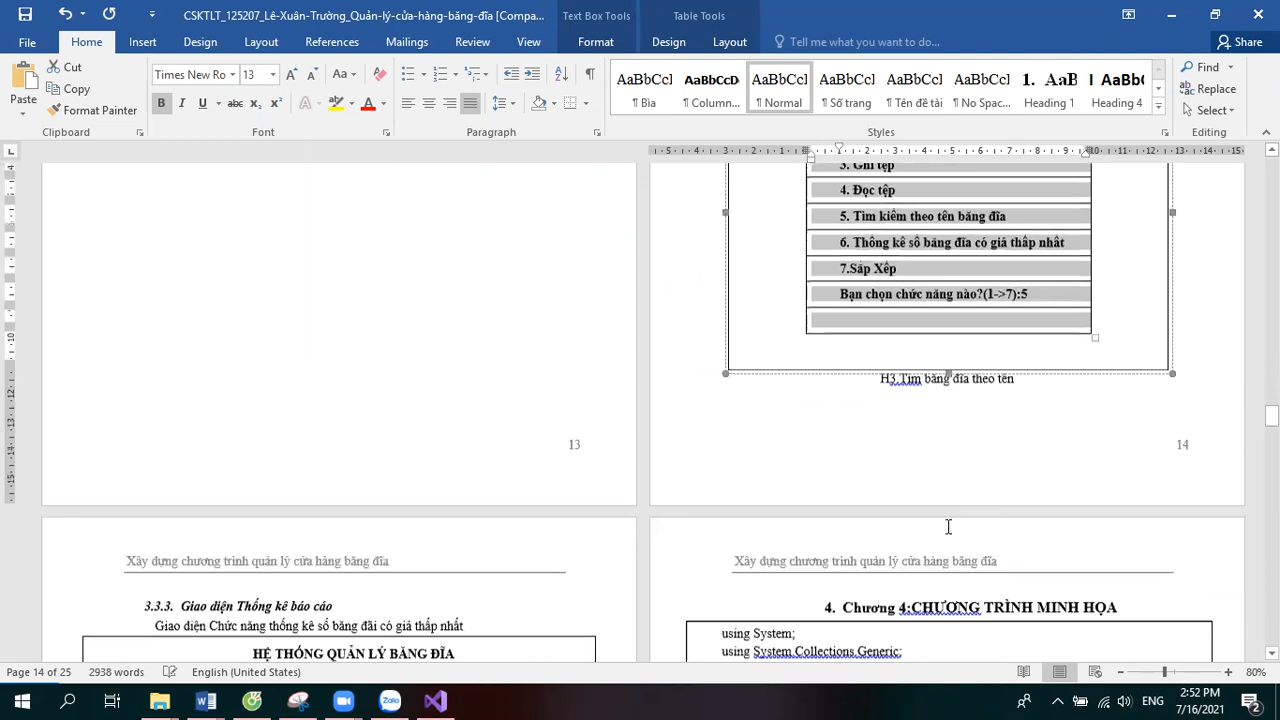 CSKTLT_125207_Lê-Xuân-Trường_Quản-lý-cửa-hàng-băng-đĩa [Compa...
Text Box Tools
Table Tools
File
Home
Insert
Design
Layout
References
Mailings
Review
View
Format
Design
Layout
Tell me what you want to do
Share
Paste
Cut
Copy
Format Painter
Clipboard
Times New Ro
13
Font
Paragraph
AaBbCcI
¶ Bìa
AaBbCcD
¶ Column...
AaBbCcI
¶ Normal
AaBbCcI
¶ Số trang
AaBbCcI
¶ Tên đề tài
AaBbCcI
¶ No Spac...
1. AaB
Heading 1
AaBbC
Heading 4
Styles
Find
Replace
Select
Editing
3. Ghi tệp
4. Đọc tệp
5. Tìm kiếm theo tên băng đĩa
6. Thống kê số băng đĩa có giá thấp nhất
7.Sắp Xếp
Bạn chọn chức năng nào?(1->7):5
H3.Tìm băng đĩa theo tên
13
14
Xây dựng chương trình quản lý cửa hàng băng đĩa
3.3.3. Giao diện Thống kê báo cáo
Giao diện Chức năng thống kê số băng đãi có giá thấp nhất
HỆ THỐNG QUẢN LÝ BĂNG ĐĨA
Xây dựng chương trình quản lý cửa hàng băng đĩa
4. Chương 4:CHƯƠNG TRÌNH MINH HỌA
using System;
using System.Collections.Generic;
Page 14 of 25
2938 words
English (United States)
80%
ENG
2:52 PM
7/16/2021
2